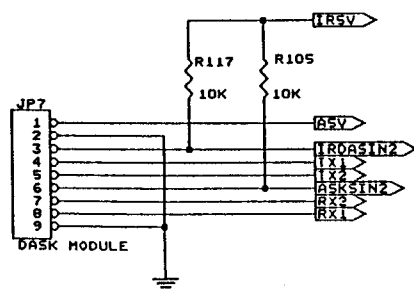 IR5V
R117
R105
10K
10K
JP7
1
2
3
4
5
6
7
8
9
A5V
IRDASIN2
TX1
TX2
ASKSIN2
RX2
RX1
DASK MODULE